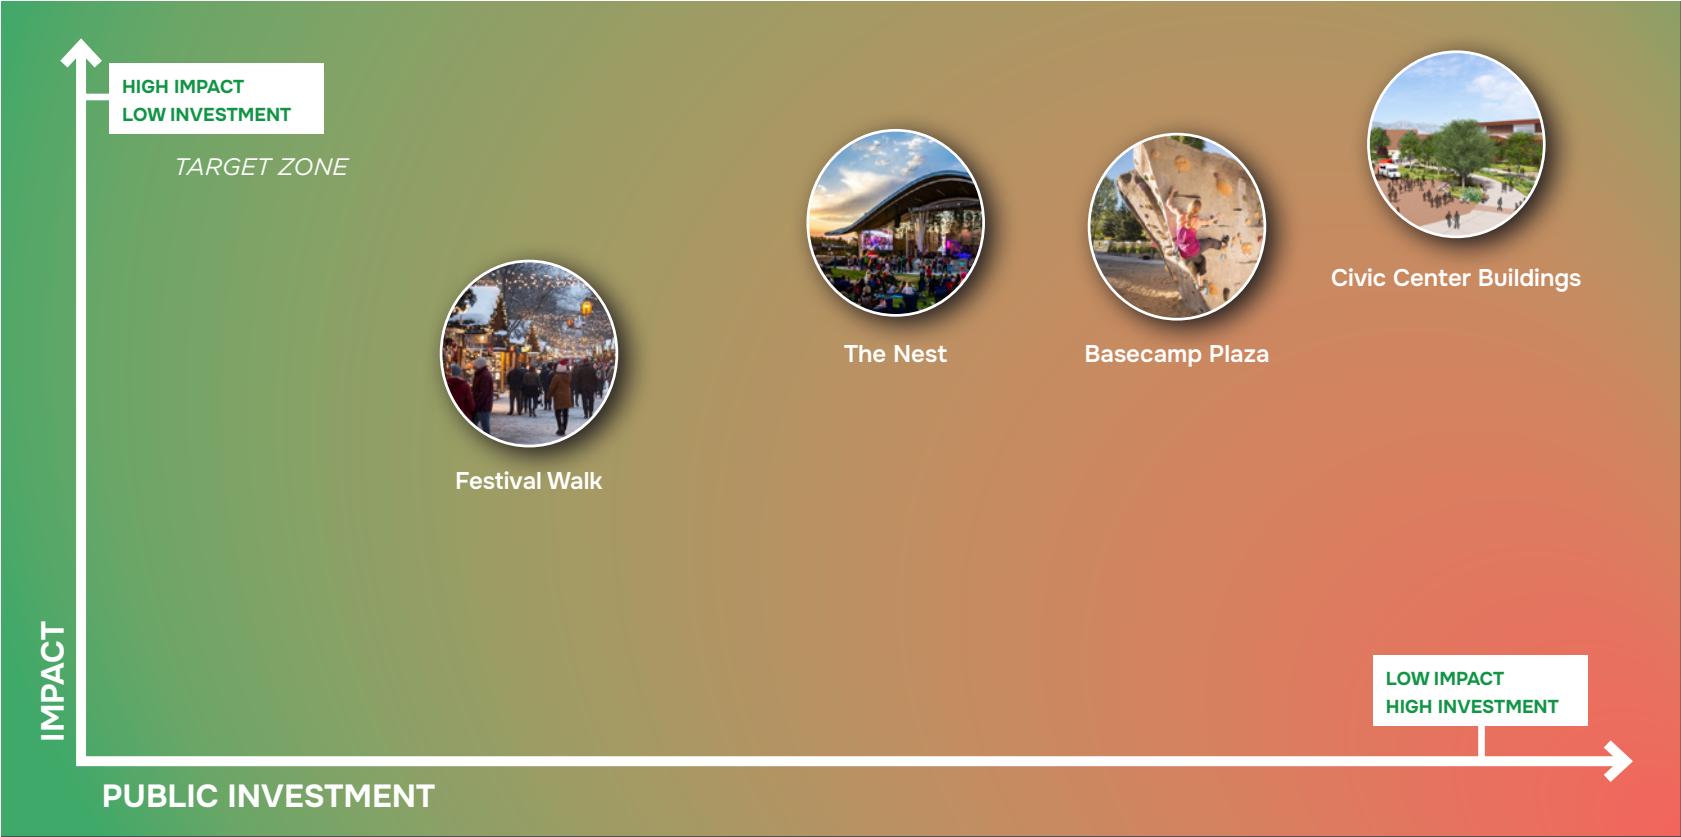 HIGH IMPACT
LOW INVESTMENT
TARGET ZONE
Civic Center Buildings
The Nest
Basecamp Plaza
Festival Walk
IMPACT
LOW IMPACT
HIGH INVESTMENT
PUBLIC INVESTMENT